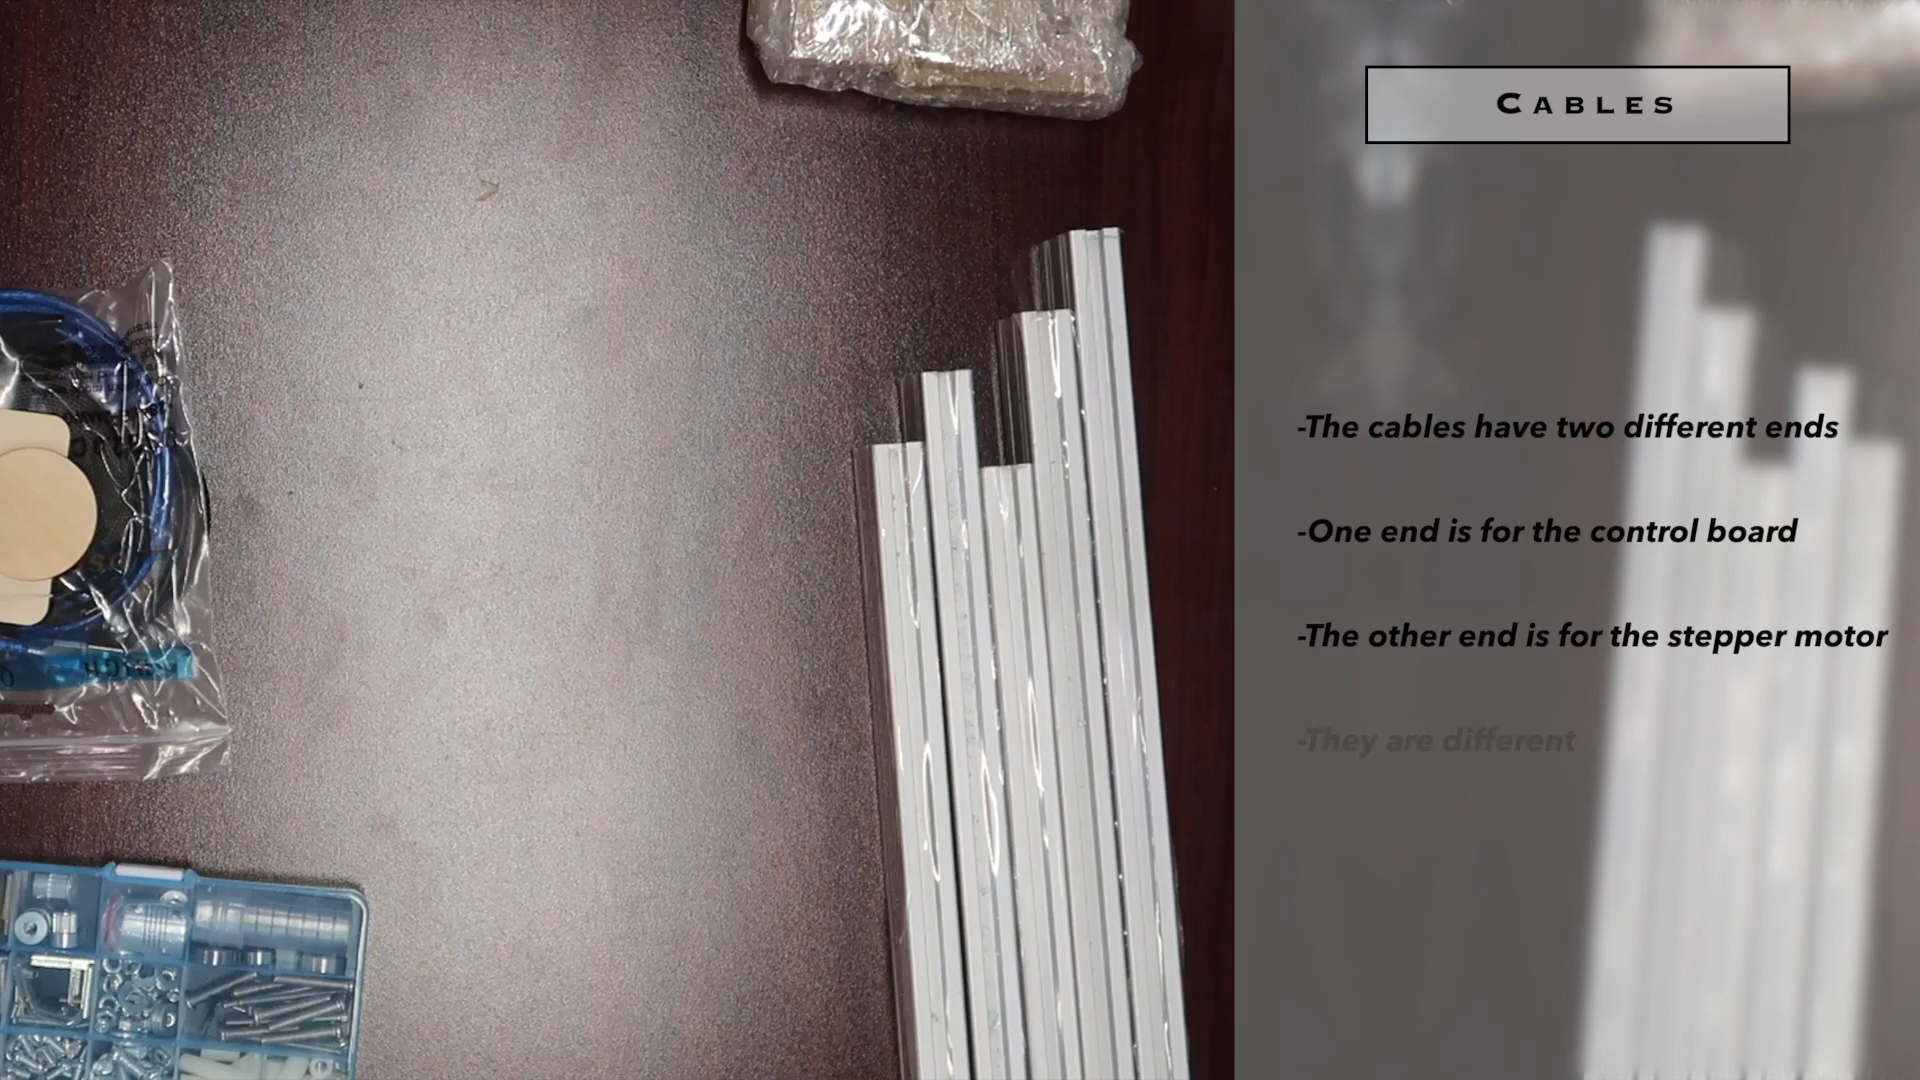 CABLES
-The cables have two different ends
-One end is for the control board
-The other end is for the stepper motor
-They are different